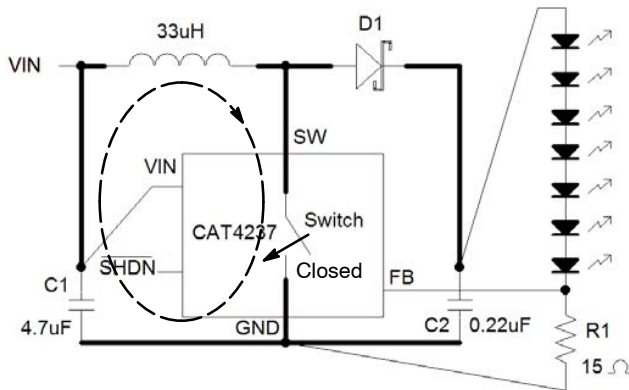 33uH
D1
VIN
SW
VIN
CAT4237
Switch
SHDN
Closed
FB
C1
4.7uF
GND
C2
0.22uF
R1
15 Ω